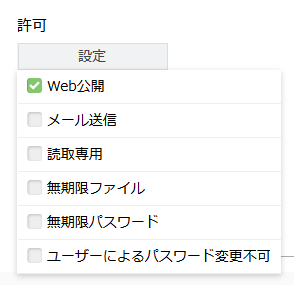 許可
設定
Web公開
メール送信
読取専用
無期限ファイル
無期限パスワード
ユーザーによるパスワード変更不可